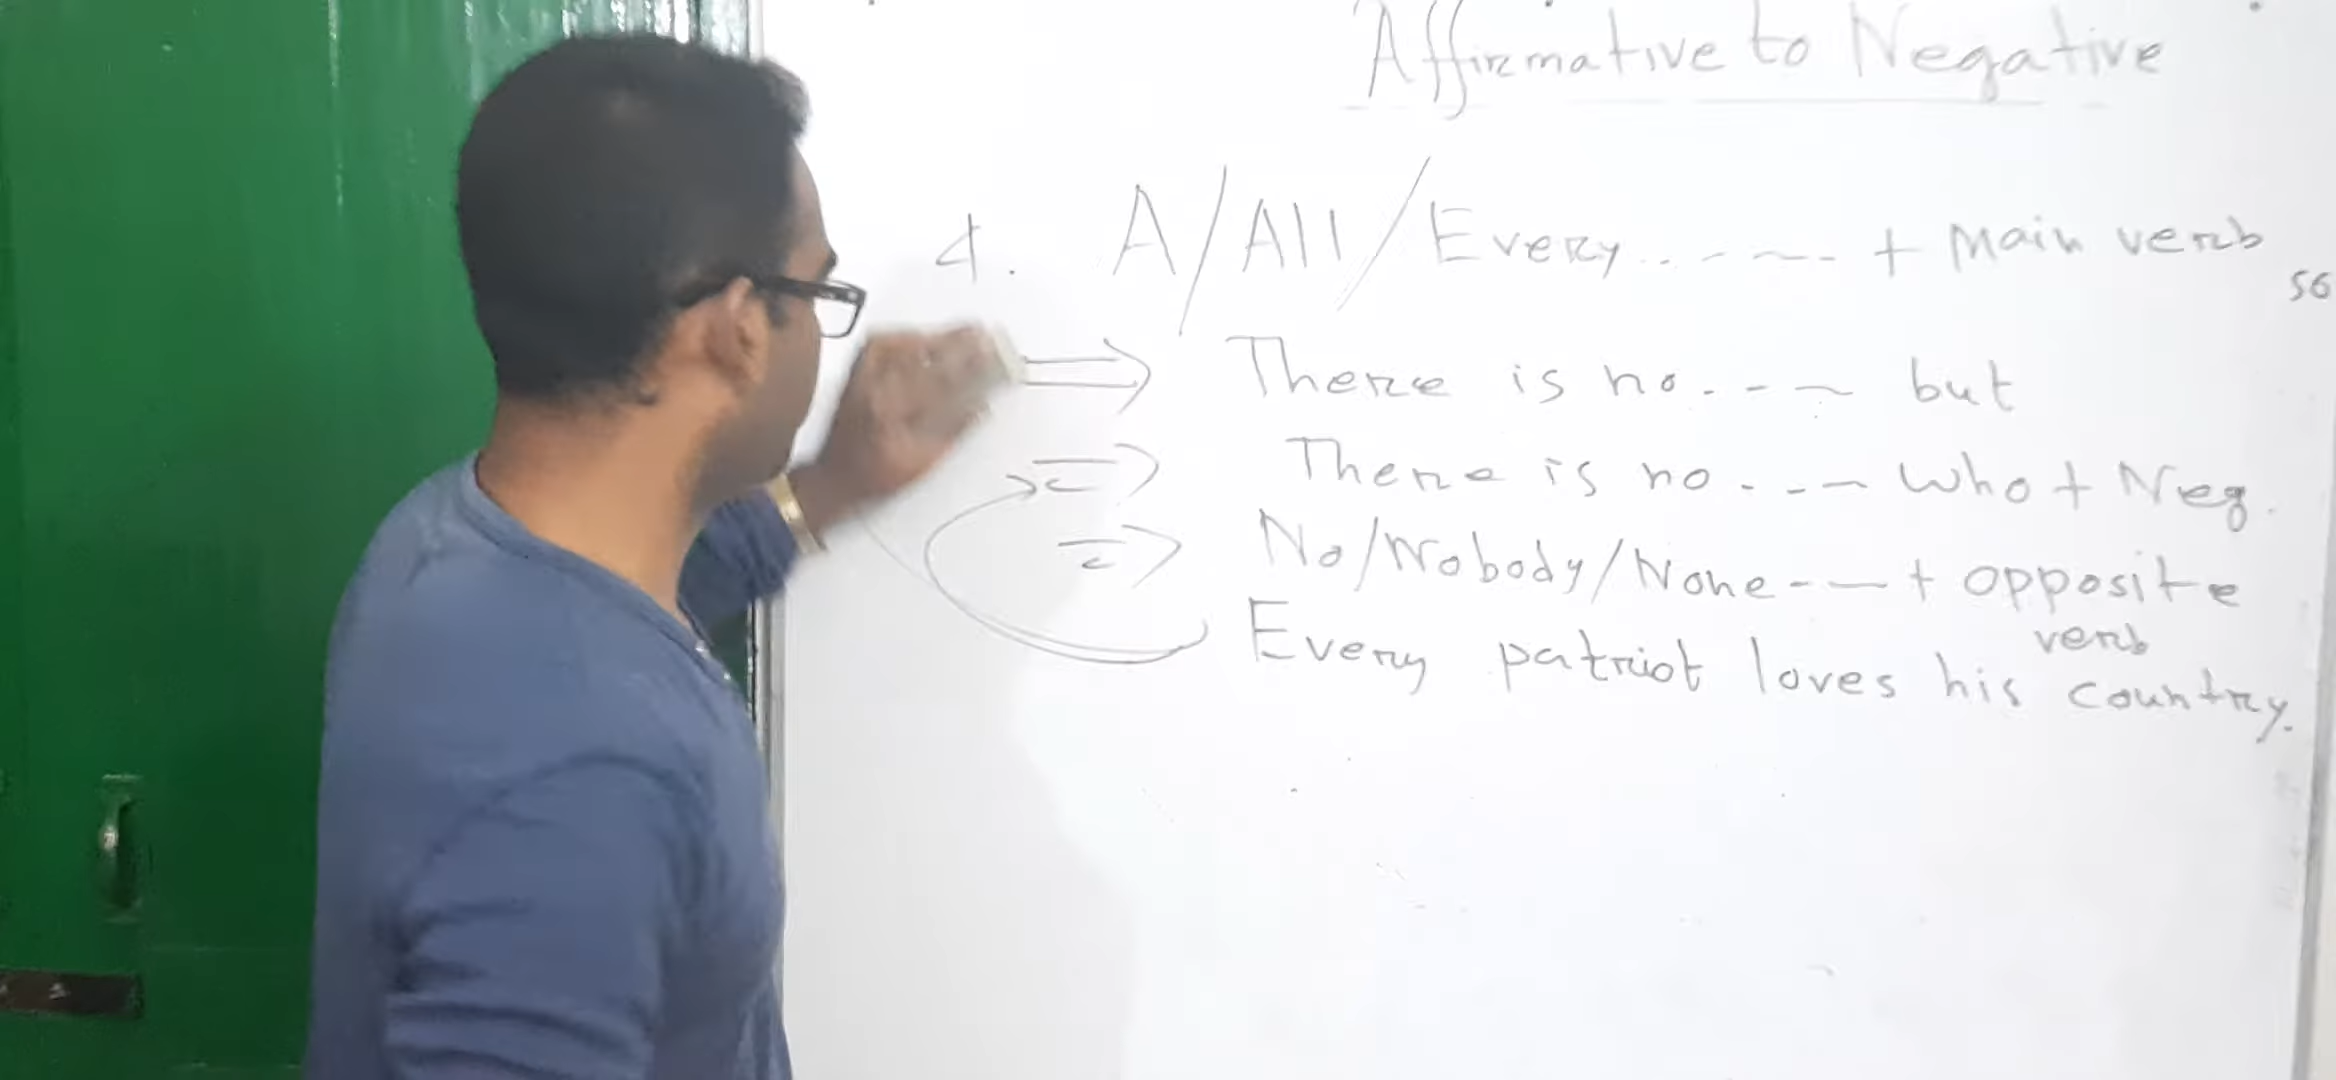 Affirmative to Negative
4. A/All/Every..---- + Main verb
56
There is no.--- but
There is no.--- who + Neg.
No/Nobody/None--- + opposite
verb
Every patriot loves his country.